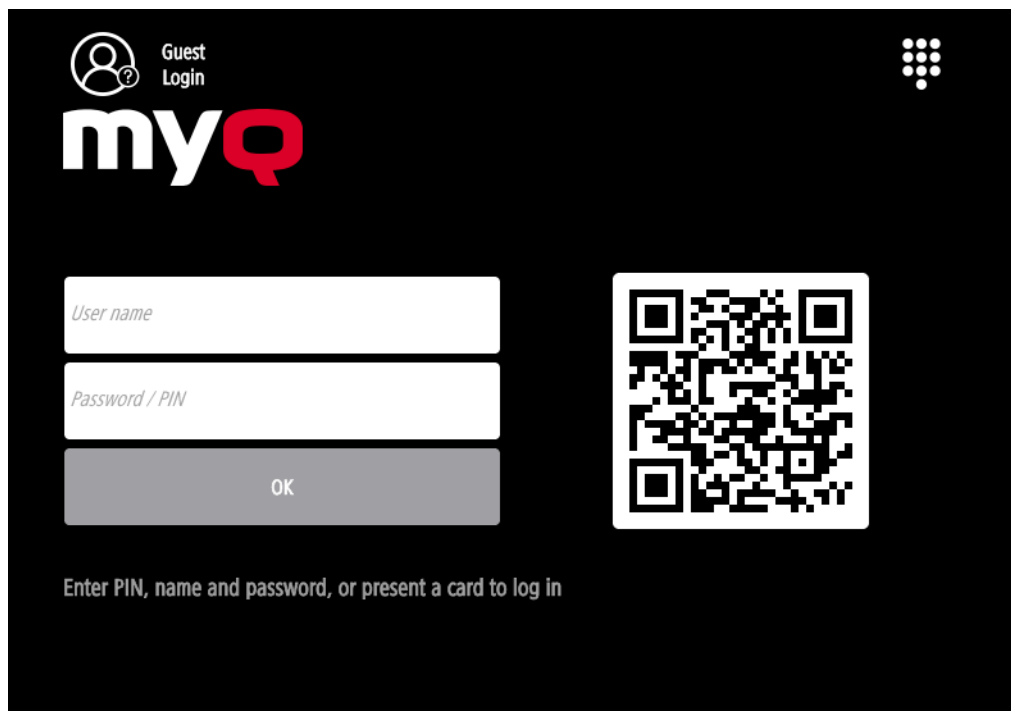 Guest
Login
?
myQ
User name
Password / PIN
OK
Enter PIN, name and password, or present a card to log in